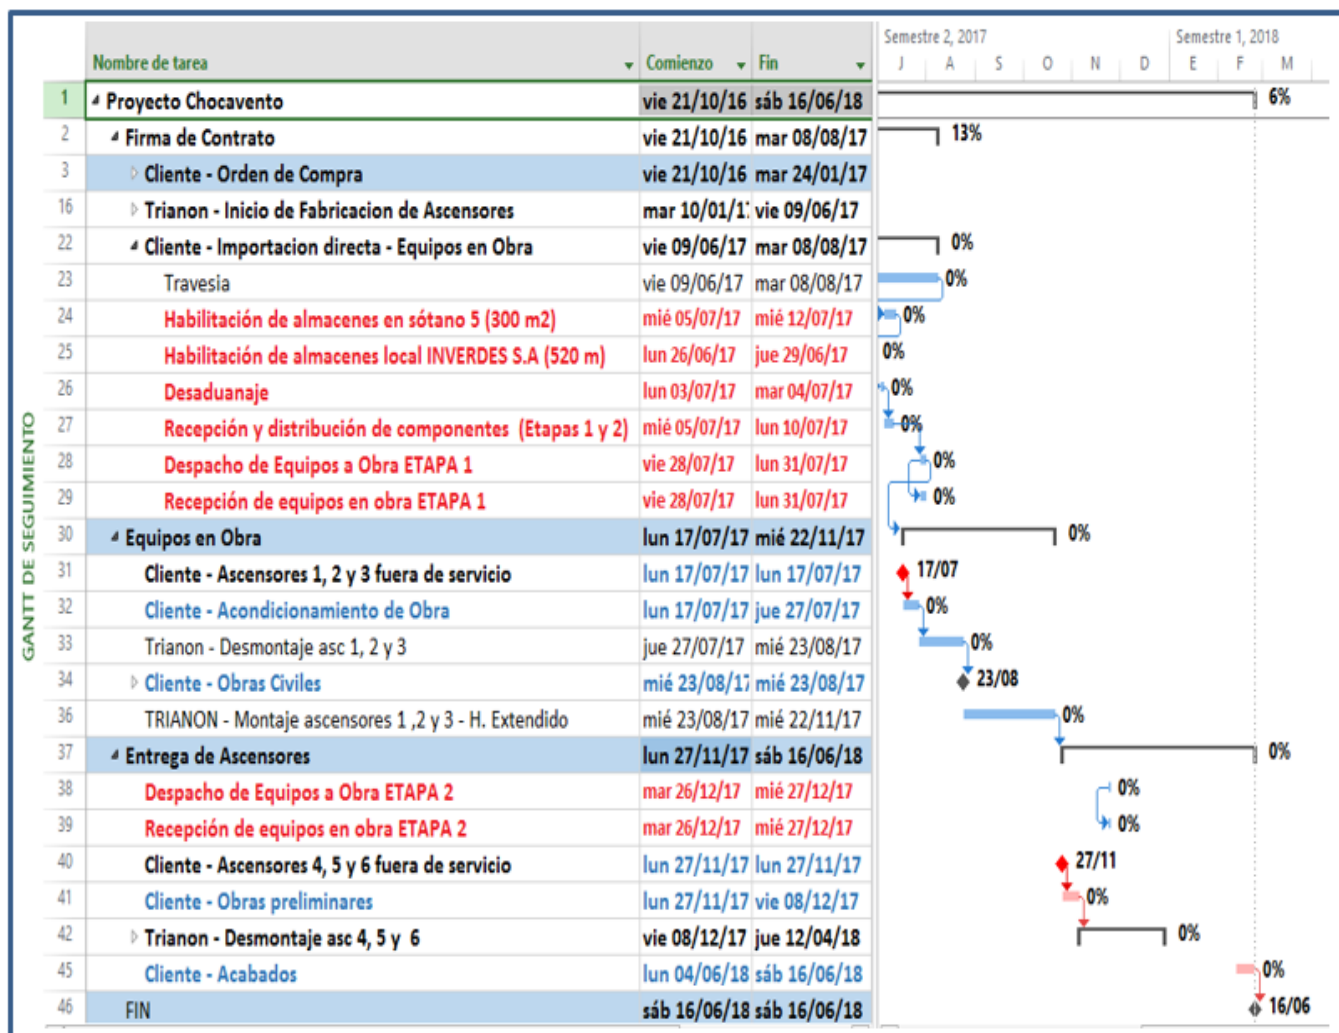 GANTT DE SEGUIMIENTO
Semestre 2, 2017 Semestre 1, 2018
Nombre de tarea Comienzo Fin J A S O N D E F M
1 Proyecto Chocavento vie 21/10/16 sáb 16/06/18 6%
2 Firma de Contrato vie 21/10/16 mar 08/08/17 13%
3 Cliente - Orden de Compra vie 21/10/16 mar 24/01/17
16 Trianon - Inicio de Fabricacion de Ascensores mar 10/01/1 vie 09/06/17
22 Cliente - Importacion directa - Equipos en Obra vie 09/06/17 mar 08/08/17 0%
23 Travesia vie 09/06/17 mar 08/08/17 0%
24 Habilitación de almacenes en sótano 5 (300 m2) mié 05/07/17 mié 12/07/17 0%
25 Habilitación de almacenes local INVERDES S.A (520 m) lun 26/06/17 jue 29/06/17 0%
26 Desaduanaje lun 03/07/17 mar 04/07/17 0%
27 Recepción y distribución de componentes (Etapas 1 y 2) mié 05/07/17 lun 10/07/17 0%
28 Despacho de Equipos a Obra ETAPA 1 vie 28/07/17 lun 31/07/17 0%
29 Recepción de equipos en obra ETAPA 1 vie 28/07/17 lun 31/07/17 0%
30 Equipos en Obra lun 17/07/17 mié 22/11/17 0%
31 Cliente - Ascensores 1, 2 y 3 fuera de servicio lun 17/07/17 lun 17/07/17 17/07
32 Cliente - Acondicionamiento de Obra lun 17/07/17 jue 27/07/17 0%
33 Trianon - Desmontaje asc 1, 2 y 3 jue 27/07/17 mié 23/08/17 0%
34 Cliente - Obras Civiles mié 23/08/17 mié 23/08/17 23/08
36 TRIANON - Montaje ascensores 1 ,2 y 3 - H. Extendido mié 23/08/17 mié 22/11/17 0%
37 Entrega de Ascensores lun 27/11/17 sáb 16/06/18 0%
38 Despacho de Equipos a Obra ETAPA 2 mar 26/12/17 mié 27/12/17 0%
39 Recepción de equipos en obra ETAPA 2 mar 26/12/17 mié 27/12/17 0%
40 Cliente - Ascensores 4, 5 y 6 fuera de servicio lun 27/11/17 lun 27/11/17 27/11
41 Cliente - Obras preliminares lun 27/11/17 vie 08/12/17 0%
42 Trianon - Desmontaje asc 4, 5 y 6 vie 08/12/17 jue 12/04/18 0%
45 Cliente - Acabados lun 04/06/18 sáb 16/06/18 0%
46 FIN sáb 16/06/18 sáb 16/06/18 16/06